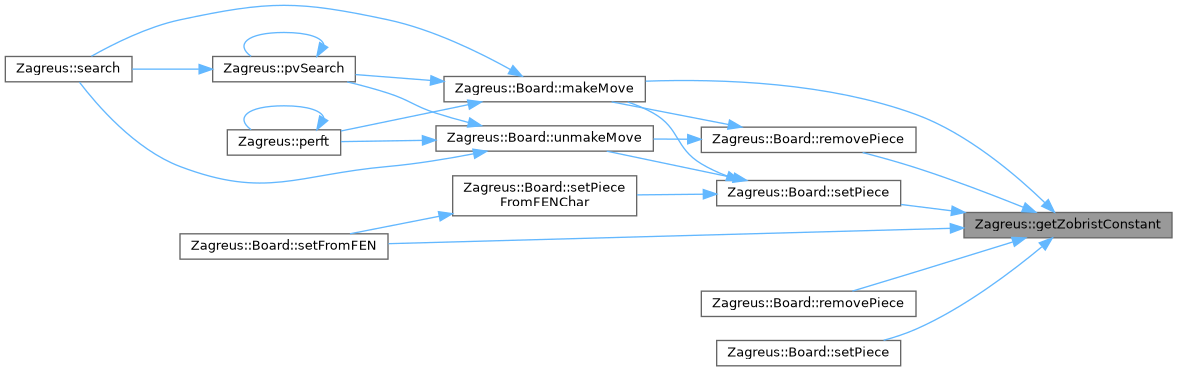 Zagreus::search
Zagreus::pvSearch
Zagreus::Board::makeMove
Zagreus::perft
Zagreus::Board::unmakeMove
Zagreus::Board::removePiece
Zagreus::Board::setPiece
FromFENChar
Zagreus::Board::setPiece
Zagreus::getZobristConstant
Zagreus::Board::setFromFEN
Zagreus::Board::removePiece
Zagreus::Board::setPiece